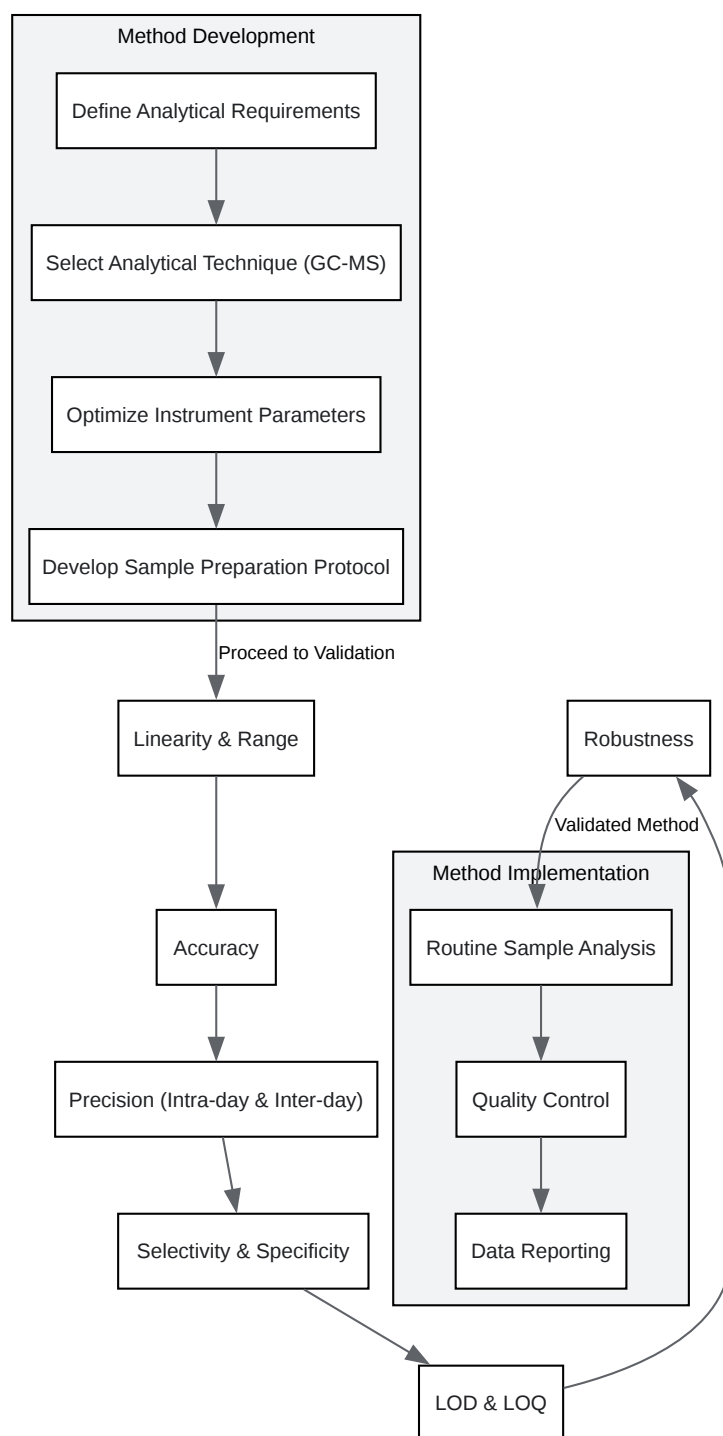 Method Development
Define Analytical Requirements
Select Analytical Technique (GC-MS)
Optimize Instrument Parameters
Develop Sample Preparation Protocol
Proceed to Validation
Linearity & Range
Robustness
Validated Method
Method Implementation
Accuracy
Routine Sample Analysis
Precision (Intra-day & Inter-day)
Quality Control
Selectivity & Specificity
Data Reporting
LOD & LOQ